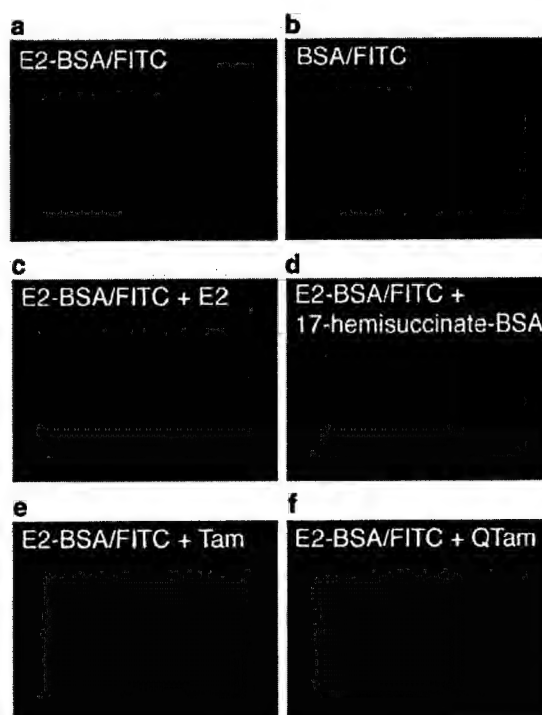 a
E2-BSA/FITC
b
BSA/FITC
c
E2-BSA/FITC + E2
d
E2-BSA/FITC +
17-hemisuccinate-BSA
e
E2-BSA/FITC + Tam
f
E2-BSA/FITC + QTam